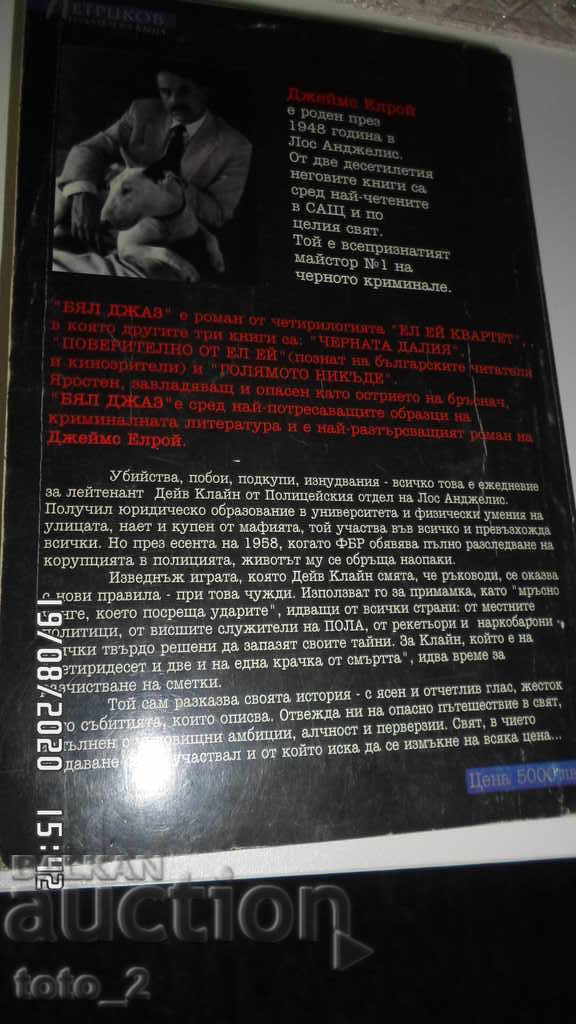 ПЕТРИКОВ
Джеймс Елрой
е роден през
1948 година в
Лос Анджелис.
От две десетилетия
неговите книги са
сред най-четените
в САЩ и по
целия свят.
Той е всепризнатият
майстор №1 на
черното криминале.
"БЯЛ ДЖАЗ" е роман от четирилогията "ЕЛ ЕЙ КВАРТЕТ",
в която другите три книги са: "ЧЕРНАТА ДАЛИЯ",
"ПОВЕРИТЕЛНО ОТ ЕЛ ЕЙ" (познат на българските читатели
и кинозрители) и "ГОЛЯМОТО НИКЪДЕ".
Яростен, завладяващ и опасен като острието на бръснач,
"БЯЛ ДЖАЗ" е сред най-потресаващите образци на
криминалната литература и е най-разтърсващият роман на
Джеймс Елрой.
Убийства, побои, подкупи, изнудвания - всичко това е ежедневие
за лейтенант Дейв Клайн от Полицейския отдел на Лос Анджелис.
Получил юридическо образование в университета и физически умения на
улицата, нает и купен от мафията, той участва във всичко и превъзхожда
всички. Но през есента на 1958, когато ФБР обявява пълно разследване на
корупцията в полицията, животът му се обръща наопаки.
Изведнъж играта, която Дейв Клайн смята, че ръководи, се оказва
с нови правила - при това чужди. Използват го за примамка, като "мръсно
което посреща ударите", идващи от всички страни: от местните
политици, от висшите служители на ПОЛА, от рекетьори и наркобарони
твърдо решени да запазят своите тайни. За Клайн, който е на
"четиридесет и две и на една крачка от смъртта", идва време за
разчистване на сметки.
Той сам разказва своята история - с ясен и отчетлив глас, жесток
като събитията, които описва. Отвежда ни на опасно пътешествие в свят,
изпълнен с чудовищни амбиции, алчност и перверзии. Свят, в чието
създаване е участвал и от който иска да се измъкне на всяка цена...
Цена 5000
19/08/2020 15:42
BALKAN
auction
toto_2